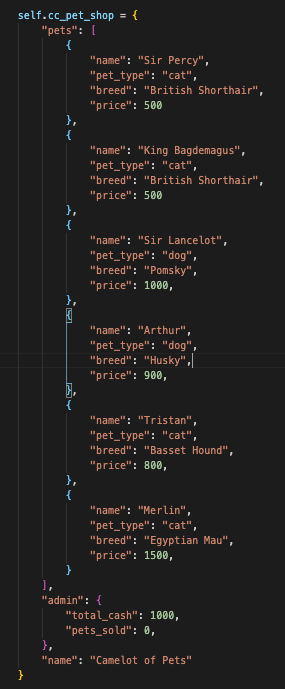 self.cc_pet_shop = {
    "pets": [
        {
            "name": "Sir Percy",
            "pet_type": "cat",
            "breed": "British Shorthair",
            "price": 500
        },
        {
            "name": "King Bagdemagus",
            "pet_type": "cat",
            "breed": "British Shorthair",
            "price": 500
        },
        {
            "name": "Sir Lancelot",
            "pet_type": "dog",
            "breed": "Pomsky",
            "price": 1000,
        },
        {
            "name": "Arthur",
            "pet_type": "dog",
            "breed": "Husky",
            "price": 900,
        },
        {
            "name": "Tristan",
            "pet_type": "cat",
            "breed": "Basset Hound",
            "price": 800,
        },
        {
            "name": "Merlin",
            "pet_type": "cat",
            "breed": "Egyptian Mau",
            "price": 1500,
        }
    ],
    "admin": {
        "total_cash": 1000,
        "pets_sold": 0,
    },
    "name": "Camelot of Pets"
}